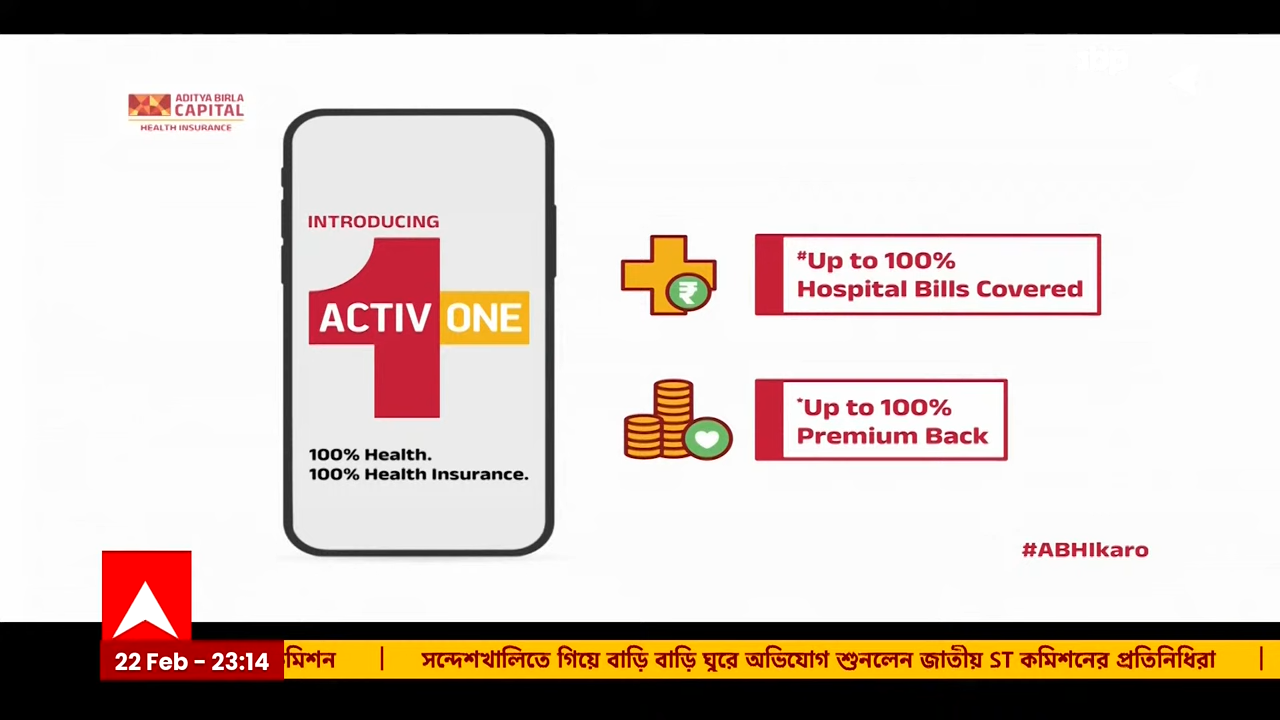 ADITYA BIRLA
CAPITAL
HEALTH INSURANCE
INTRODUCING
ACTIV ONE
100% Health.
100% Health Insurance.
#Up to 100%
Hospital Bills Covered
*Up to 100%
Premium Back
#ABHIkaro
22 Feb - 23:14
মিশন | সন্দেশখালিতে গিয়ে বাড়ি বাড়ি ঘুরে অভিযোগ শুনলেন জাতীয় ST কমিশনের প্রতিনিধিরা |